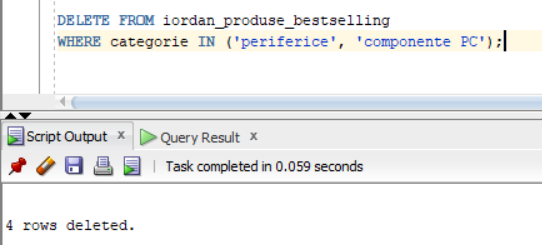 DELETE FROM iordan_produse_bestselling
WHERE categorie IN ('periferice', 'componente PC');
Script Output x Query Result x
Task completed in 0.059 seconds
4 rows deleted.